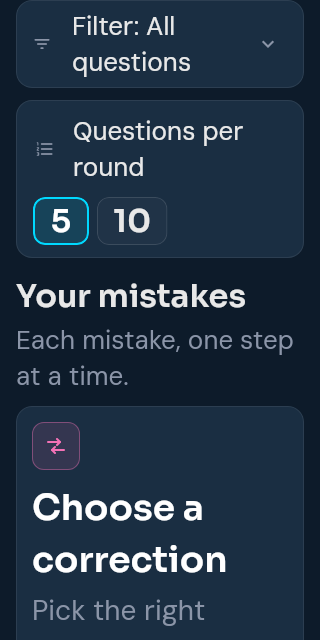 Filter: All
questions
Questions per
round
5 10
Your mistakes
Each mistake, one step
at a time.
Choose a
correction
Pick the right